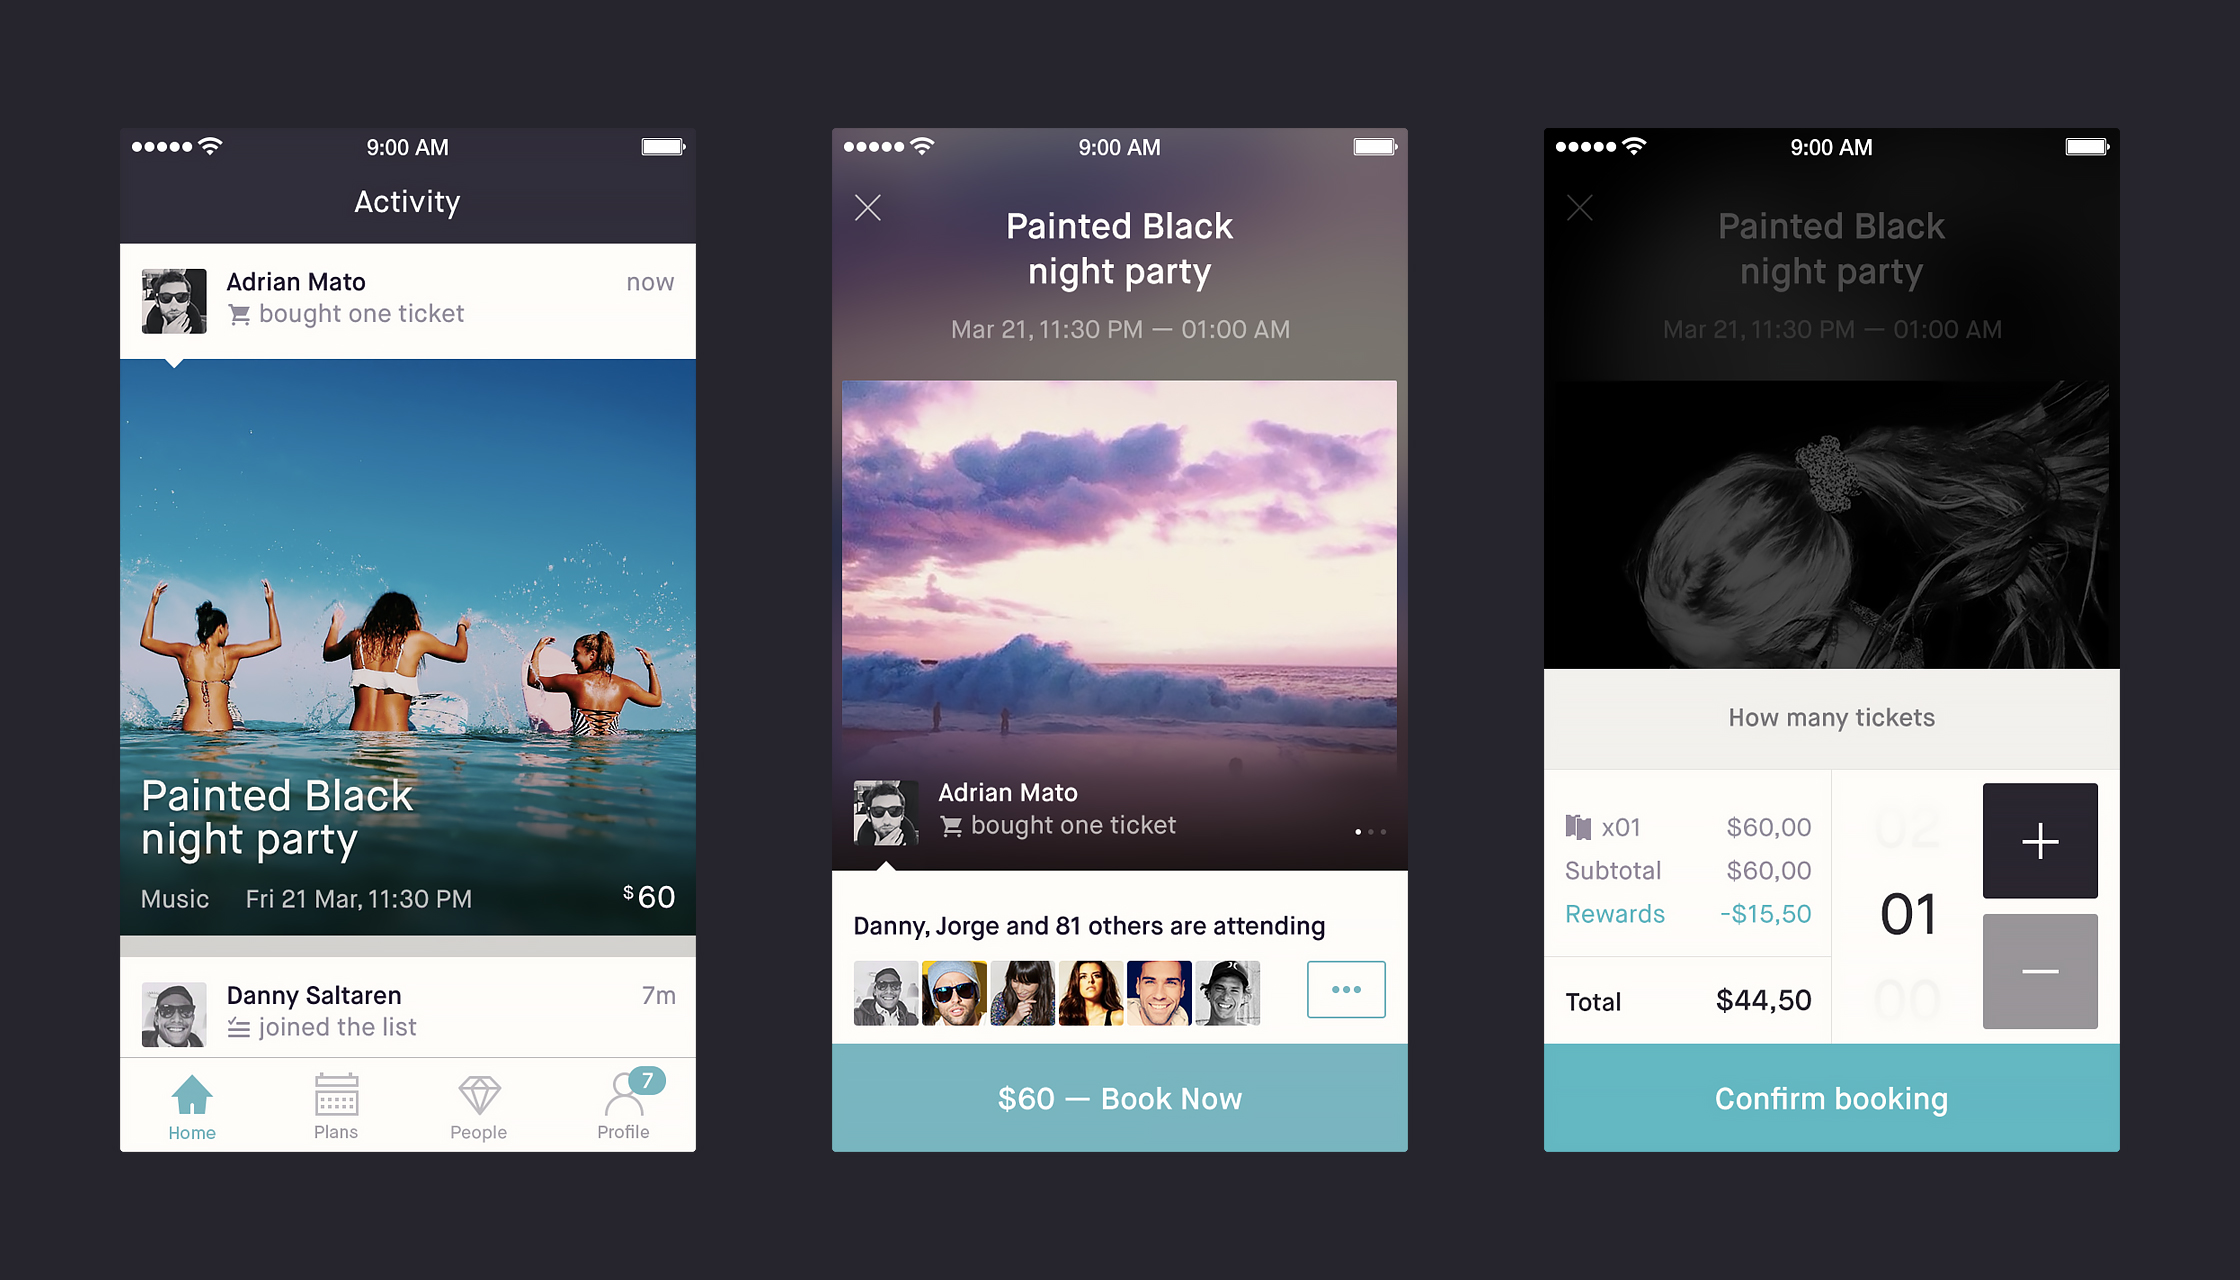 9:00 AM
Activity
Adrian Mato
now
bought one ticket
Painted Black
night party
Music Fri 21 Mar, 11:30 PM $60
Danny Saltaren
7m
joined the list
7
Home Plans People Profile
9:00 AM
Painted Black
night party
Mar 21, 11:30 PM — 01:00 AM
Adrian Mato
bought one ticket
Danny, Jorge and 81 others are attending
$60 — Book Now
9:00 AM
Painted Black
night party
Mar 21, 11:30 PM — 01:00 AM
How many tickets
x01 $60,00
Subtotal $60,00
Rewards -$15,50
Total $44,50
02
01
00
Confirm booking